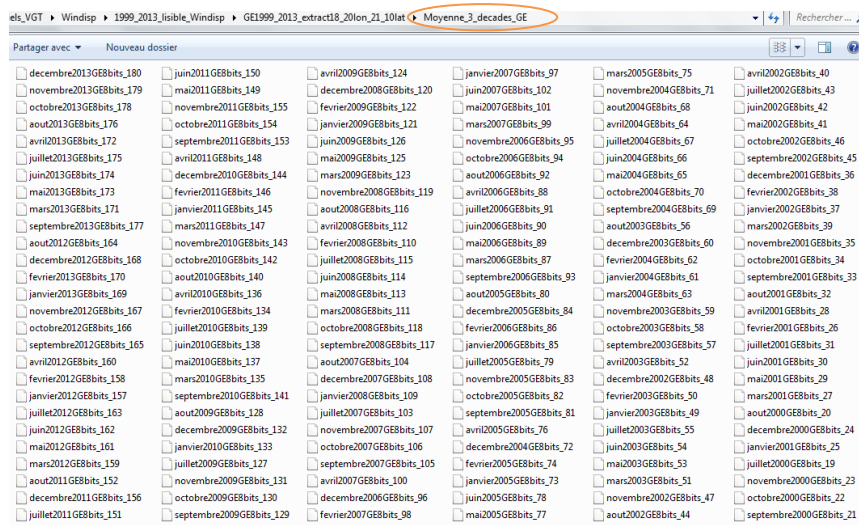 els_VGT ▸ Windisp ▸ 1999_2013_lisible_Windisp ▸ GE1999_2013_extract18_20lon_21_10lat ▸ Moyenne_3_decades_GE
Rechercher ...
Partager avec Nouveau dossier
decembre2013GE8bits_180 juin2011GE8bits_150 avril2009GE8bits_124 janvier2007GE8bits_97 mars2005GE8bits_75 avril2002GE8bits_40
novembre2013GE8bits_179 mai2011GE8bits_149 decembre2008GE8bits_120 juin2007GE8bits_102 novembre2004GE8bits_71 juillet2002GE8bits_43
octobre2013GE8bits_178 novembre2011GE8bits_155 fevrier2009GE8bits_122 mai2007GE8bits_101 aout2004GE8bits_68 juin2002GE8bits_42
aout2013GE8bits_176 octobre2011GE8bits_154 janvier2009GE8bits_121 mars2007GE8bits_99 avril2004GE8bits_64 mai2002GE8bits_41
avril2013GE8bits_172 septembre2011GE8bits_153 juin2009GE8bits_126 novembre2006GE8bits_95 juillet2004GE8bits_67 octobre2002GE8bits_46
juillet2013GE8bits_175 avril2011GE8bits_148 mai2009GE8bits_125 octobre2006GE8bits_94 juin2004GE8bits_66 septembre2002GE8bits_45
juin2013GE8bits_174 decembre2010GE8bits_144 mars2009GE8bits_123 aout2006GE8bits_92 mai2004GE8bits_65 decembre2001GE8bits_36
mai2013GE8bits_173 fevrier2011GE8bits_146 novembre2008GE8bits_119 avril2006GE8bits_88 octobre2004GE8bits_70 fevrier2002GE8bits_38
mars2013GE8bits_171 janvier2011GE8bits_145 aout2008GE8bits_116 juillet2006GE8bits_91 septembre2004GE8bits_69 janvier2002GE8bits_37
septembre2013GE8bits_177 mars2011GE8bits_147 avril2008GE8bits_112 juin2006GE8bits_90 aout2003GE8bits_56 mars2002GE8bits_39
aout2012GE8bits_164 novembre2010GE8bits_143 fevrier2008GE8bits_110 mai2006GE8bits_89 decembre2003GE8bits_60 novembre2001GE8bits_35
decembre2012GE8bits_168 octobre2010GE8bits_142 juillet2008GE8bits_115 mars2006GE8bits_87 fevrier2004GE8bits_62 octobre2001GE8bits_34
fevrier2013GE8bits_170 aout2010GE8bits_140 juin2008GE8bits_114 septembre2006GE8bits_93 janvier2004GE8bits_61 septembre2001GE8bits_33
janvier2013GE8bits_169 avril2010GE8bits_136 mai2008GE8bits_113 aout2005GE8bits_80 mars2004GE8bits_63 aout2001GE8bits_32
novembre2012GE8bits_167 fevrier2010GE8bits_134 mars2008GE8bits_111 decembre2005GE8bits_84 novembre2003GE8bits_59 avril2001GE8bits_28
octobre2012GE8bits_166 juillet2010GE8bits_139 octobre2008GE8bits_118 fevrier2006GE8bits_86 octobre2003GE8bits_58 fevrier2001GE8bits_26
septembre2012GE8bits_165 juin2010GE8bits_138 septembre2008GE8bits_117 janvier2006GE8bits_85 septembre2003GE8bits_57 juillet2001GE8bits_31
avril2012GE8bits_160 mai2010GE8bits_137 aout2007GE8bits_104 juillet2005GE8bits_79 avril2003GE8bits_52 juin2001GE8bits_30
fevrier2012GE8bits_158 mars2010GE8bits_135 decembre2007GE8bits_108 novembre2005GE8bits_83 decembre2002GE8bits_48 mai2001GE8bits_29
janvier2012GE8bits_157 septembre2010GE8bits_141 janvier2008GE8bits_109 octobre2005GE8bits_82 fevrier2003GE8bits_50 mars2001GE8bits_27
juillet2012GE8bits_163 aout2009GE8bits_128 juillet2007GE8bits_103 septembre2005GE8bits_81 janvier2003GE8bits_49 aout2000GE8bits_20
juin2012GE8bits_162 decembre2009GE8bits_132 novembre2007GE8bits_107 avril2005GE8bits_76 juillet2003GE8bits_55 decembre2000GE8bits_24
mai2012GE8bits_161 janvier2010GE8bits_133 octobre2007GE8bits_106 decembre2004GE8bits_72 juin2003GE8bits_54 janvier2001GE8bits_25
mars2012GE8bits_159 juillet2009GE8bits_127 septembre2007GE8bits_105 fevrier2005GE8bits_74 mai2003GE8bits_53 juillet2000GE8bits_19
aout2011GE8bits_152 novembre2009GE8bits_131 avril2007GE8bits_100 janvier2005GE8bits_73 mars2003GE8bits_51 novembre2000GE8bits_23
decembre2011GE8bits_156 octobre2009GE8bits_130 decembre2006GE8bits_96 juin2005GE8bits_78 novembre2002GE8bits_47 octobre2000GE8bits_22
juillet2011GE8bits_151 septembre2009GE8bits_129 fevrier2007GE8bits_98 mai2005GE8bits_77 aout2002GE8bits_44 septembre2000GE8bits_21